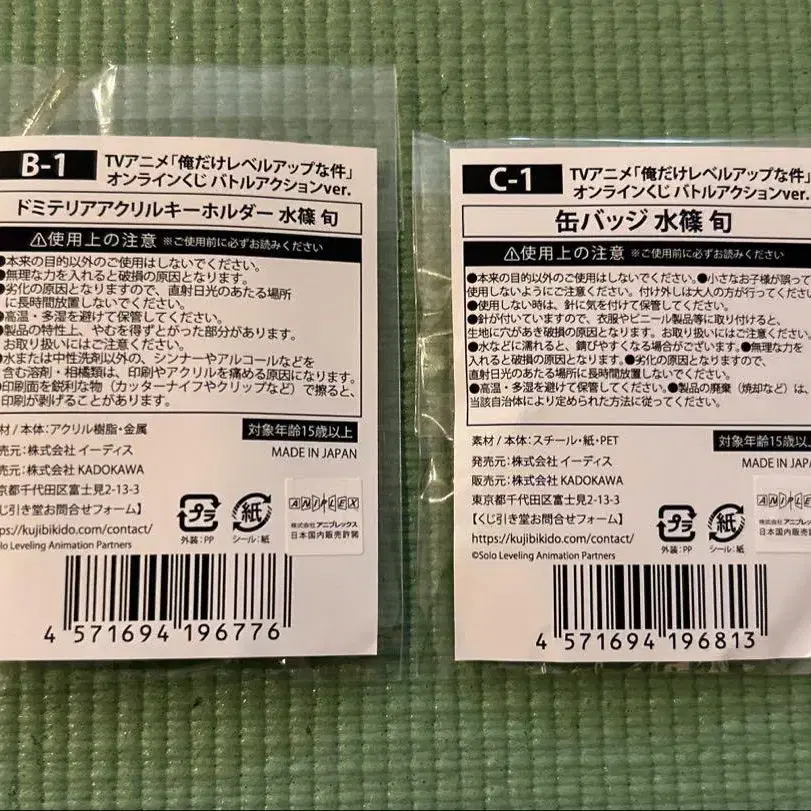 B-1
TVアニメ「俺だけレベルアップな件」
オンラインくじ バトルアクションver.
ドミテリアアクリルキーホルダー 水篠 旬
⚠使用上の注意 ※ご使用前に必ずお読みください
●本来の目的以外のご使用はしないでください。
●無理な力を入れると破損の原因となります。
●劣化の原因となりますので、直射日光のあたる場所
に長時間放置しないでください。
●高温・多湿を避けて保管してください。
●製品の特性上、やむを得ずとがった部分があります。
お取り扱いにはご注意ください。
●水または中性洗剤以外の、シンナーやアルコールなどを
含む溶剤・柑橘類は、印刷やアクリルを痛める原因になります。
●印刷面を鋭利な物（カッターナイフやクリップなど）で擦ると、
印刷が剥げることがあります。
材/本体:アクリル樹脂・金属
対象年齢15歳以上
売元:株式会社 イーディス
MADE IN JAPAN
売元:株式会社 KADOKAWA
京都千代田区富士見2-13-3
くじ引き堂お問合せフォーム】
ps://kujibikido.com/contact/
olo Leveling Animation Partners
プラ
外装:PP
紙
シール:紙
ANIPLEX
株式会社アニプレックス
日本国内販売許諾
4 571694 196776
C-1
TVアニメ「俺だけレベルアップな件」
オンラインくじ バトルアクションver.
缶バッジ 水篠 旬
⚠使用上の注意 ※ご使用前に必ずお読みください
●本来の目的以外のご使用はしないでください。●小さなお子様が誤って
使用しないようにご注意ください。付け外しは大人の方が行ってくださ
●使用しない時は、針に気を付けて保管してください。
●針が付いていますので、衣服やビニール製品等に取り付けると、
生地に穴があき破損の原因となります。お取り扱いにはご注意ください。
●水などに濡れると、錆びやすくなる場合がございます。●無理な力を
入れると破損の原因となります。●劣化の原因となりますので、
直射日光のあたる場所に長時間放置しないでください。
●高温・多湿を避けて保管してください。●製品の廃棄（焼却など）は、
当該自治体により定められた方法に従ってください。
素材/本体:スチール・紙・PET
対象年齢15歳以上
発売元:株式会社 イーディス
MADE IN JAPAN
販売元:株式会社 KADOKAWA
東京都千代田区富士見2-13-3
【くじ引き堂お問合せフォーム】
https://kujibikido.com/contact/
©Solo Leveling Animation Partners
プラ
外装:PP
紙
シール:紙
ANIPLEX
株式会社アニプレックス
日本国内販売許諾
4 571694 196813